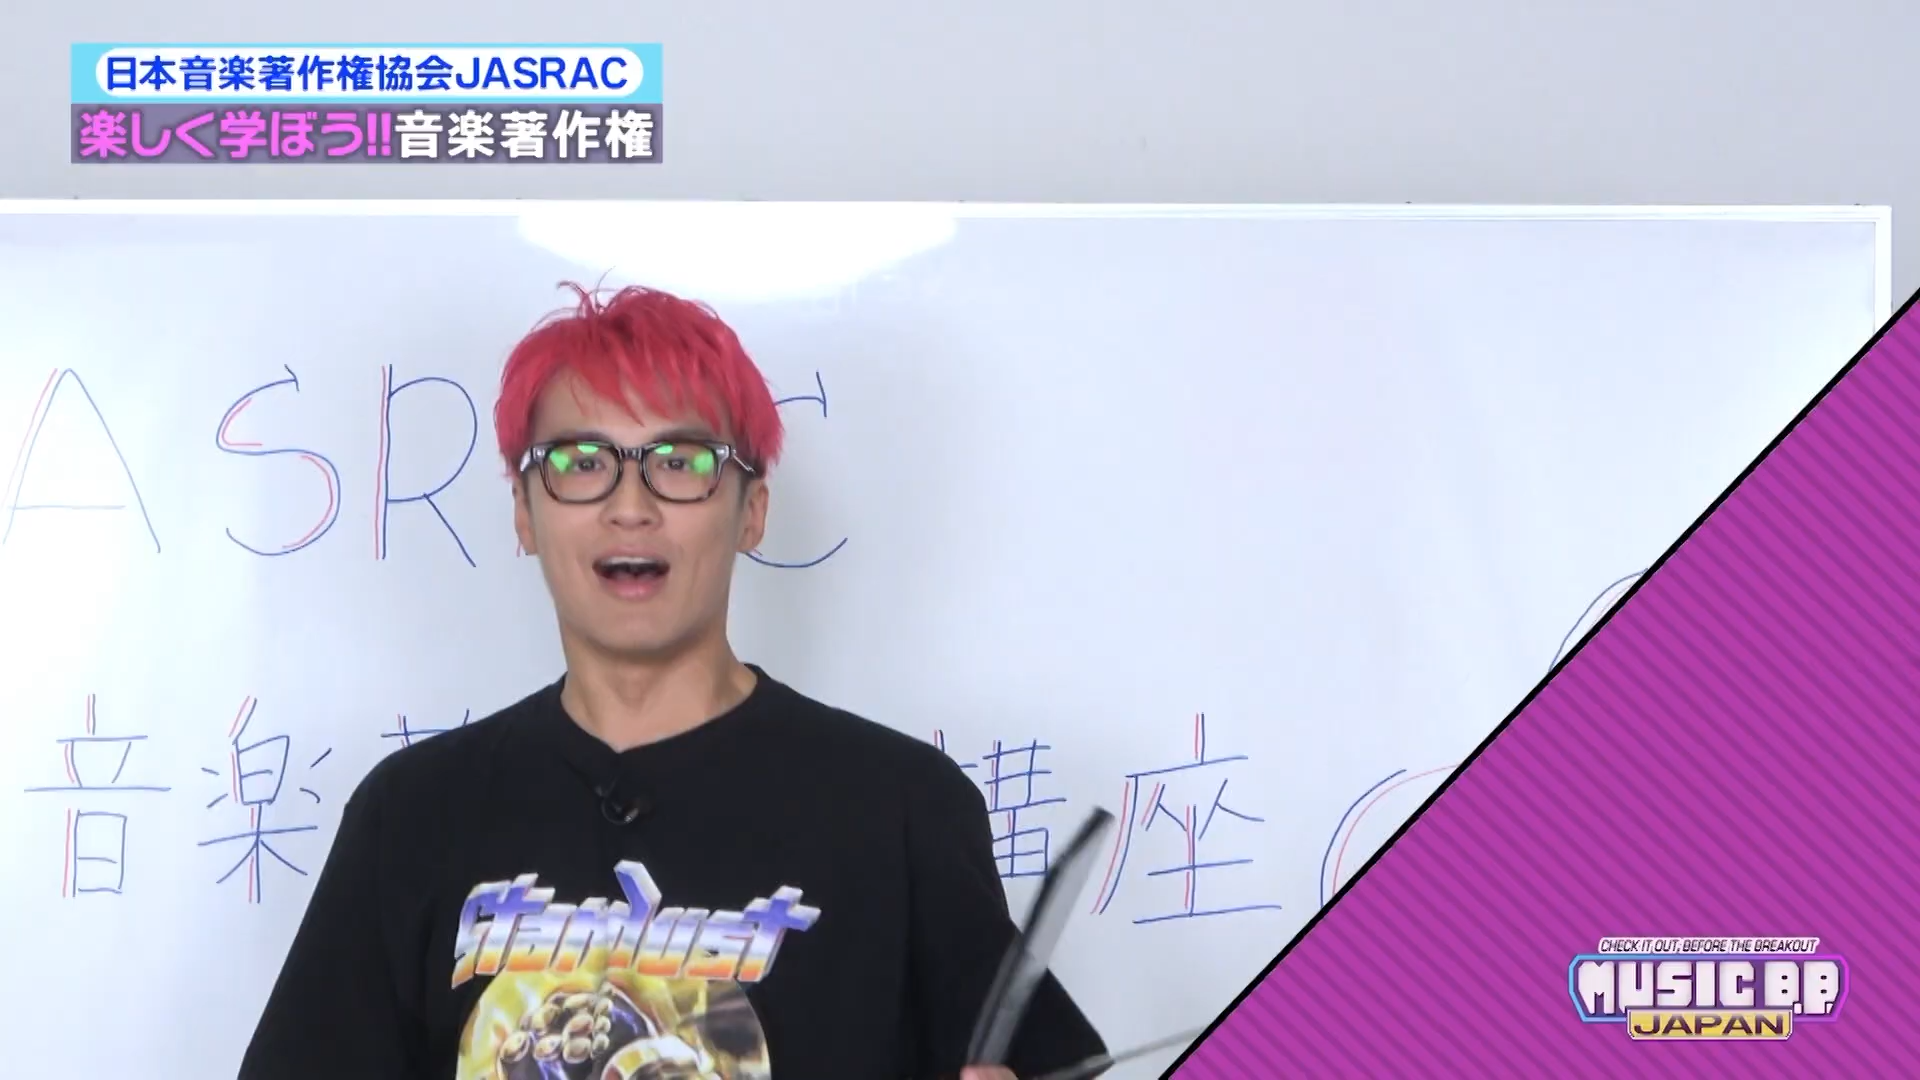 日本音楽著作権協会JASRAC
楽しく学ぼう!!音楽著作権
ASR C
音楽 講座
Stardust
CHECK IT OUT, BEFORE THE BREAKOUT
MUSIC B.B.
JAPAN